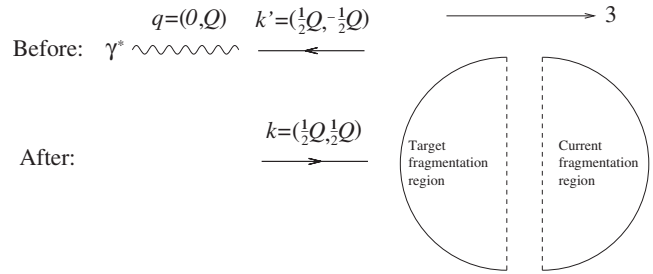 q=(0,Q) k'=(½Q,-½Q) 3
Before: γ*
k=(½Q,½Q)
After:
Target
fragmentation
region
Current
fragmentation
region